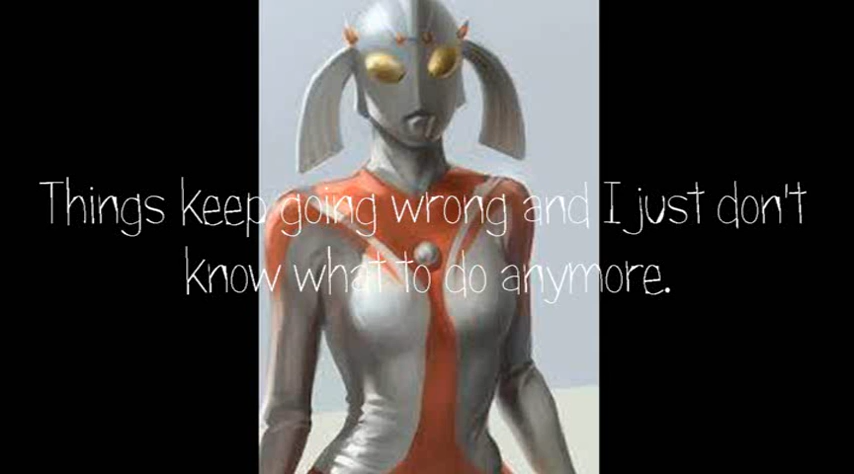 Things keep going wrong and I just don't
know what to do anymore.